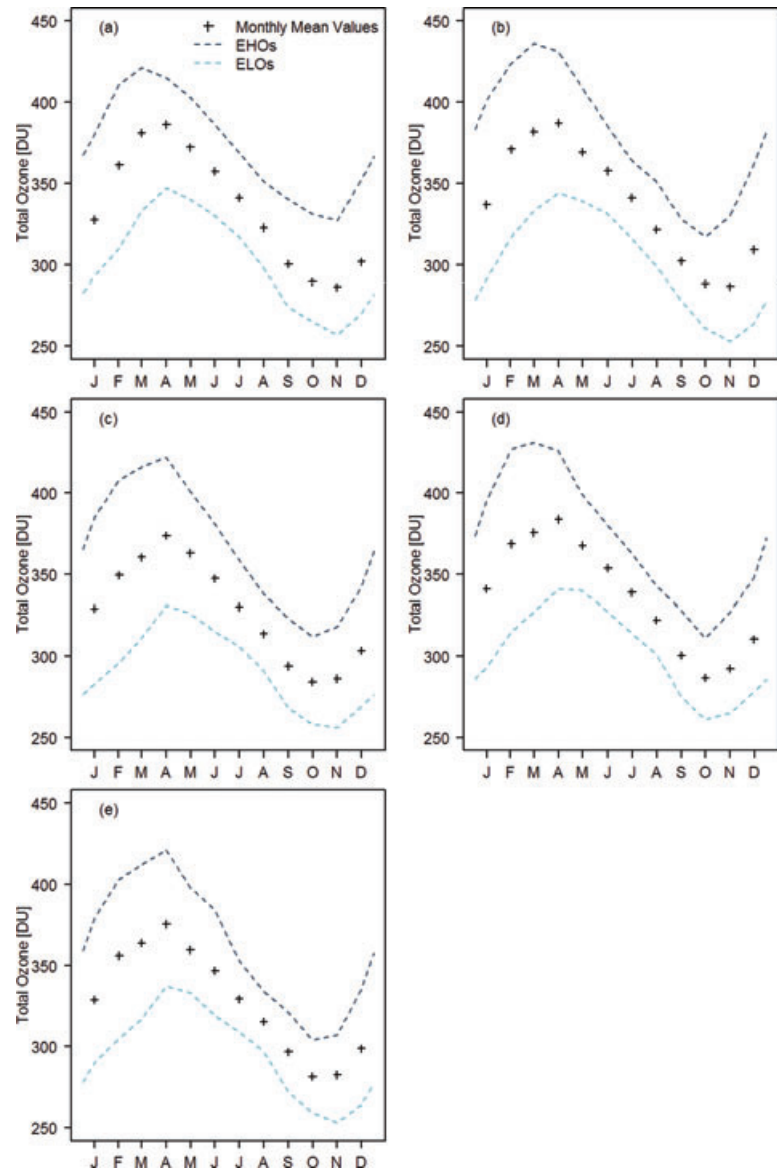 (a)
Monthly Mean Values
EHOs
ELOs
Total Ozone [DU]
450
400
350
300
250
J F M A M J J A S O N D
(b)
Total Ozone [DU]
450
400
350
300
250
J F M A M J J A S O N D
(c)
Total Ozone [DU]
450
400
350
300
250
J F M A M J J A S O N D
(d)
Total Ozone [DU]
450
400
350
300
250
J F M A M J J A S O N D
(e)
Total Ozone [DU]
450
400
350
300
250
J F M A M J J A S O N D